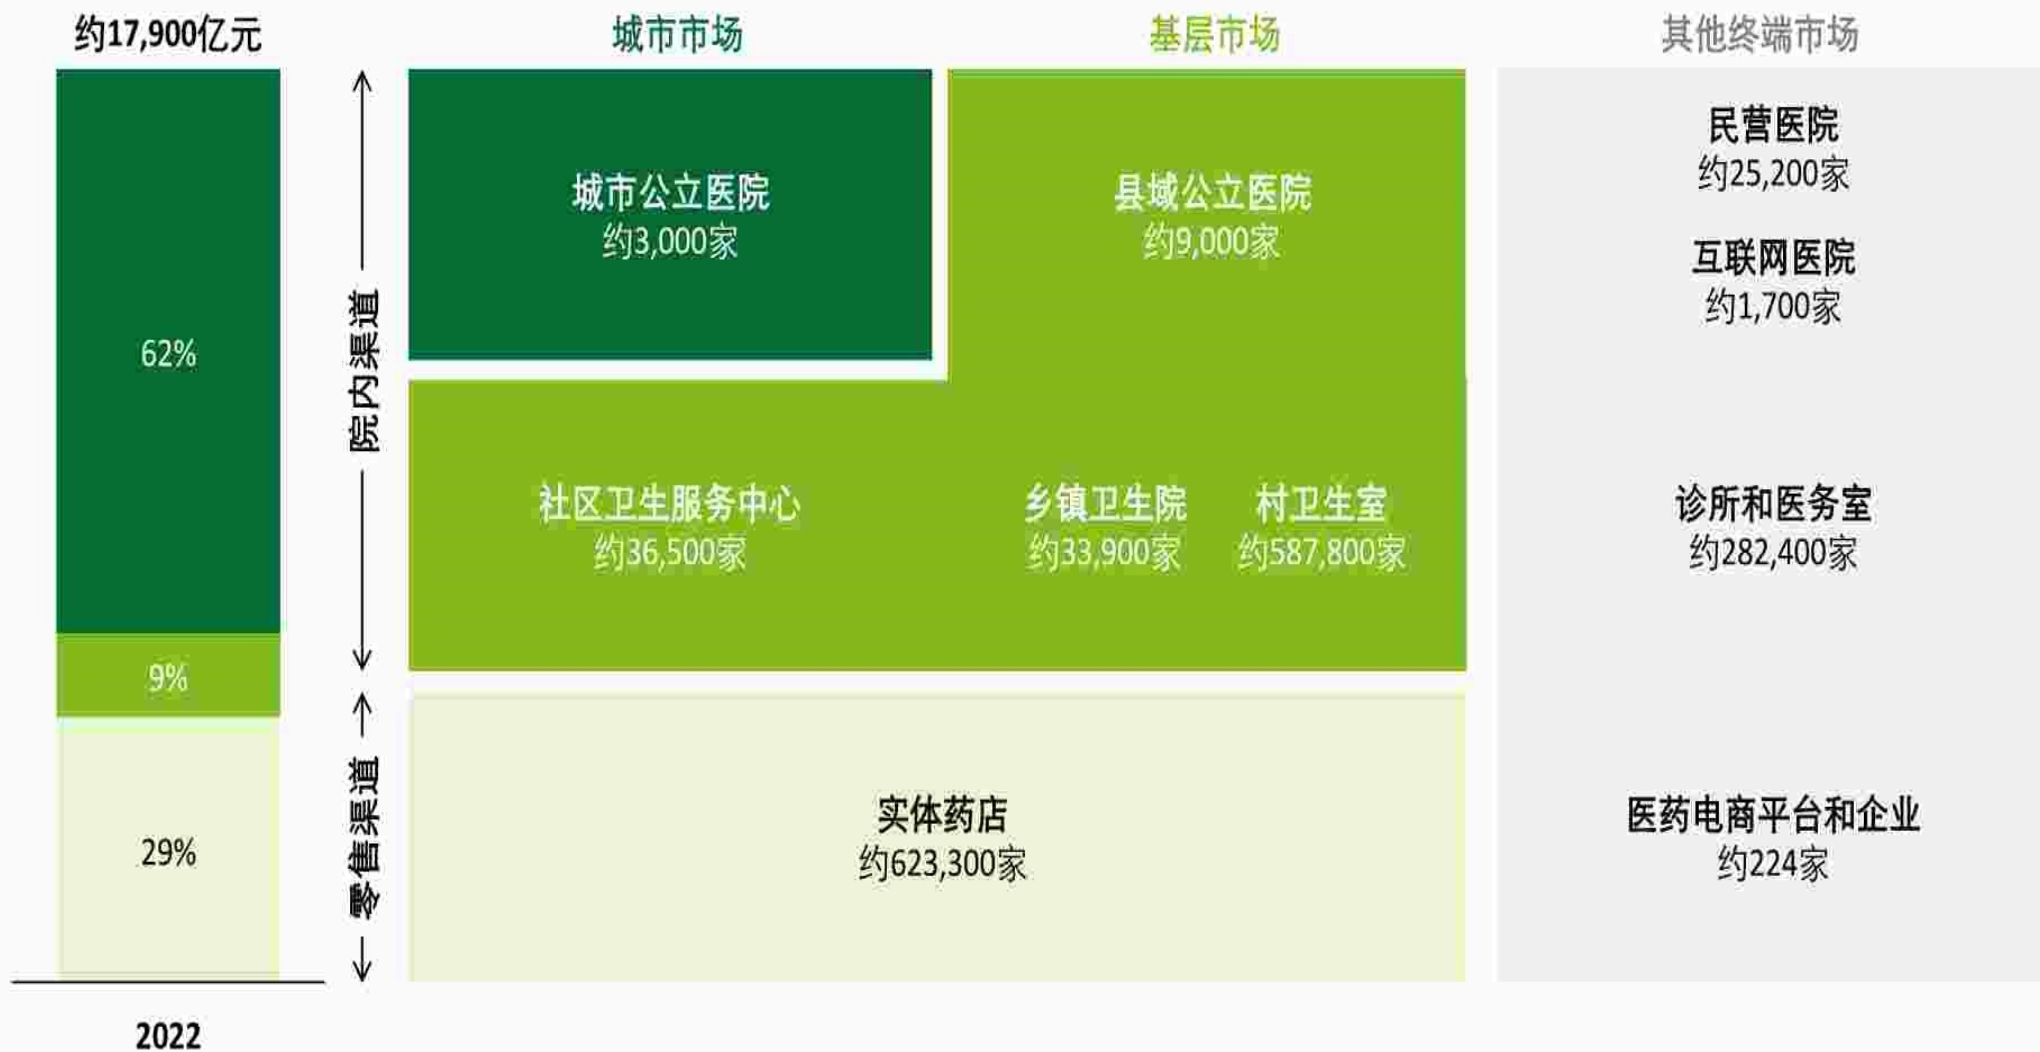 约17,900亿元
城市市场
基层市场
其他终端市场
62%
9%
29%
2022
院内渠道
零售渠道
城市公立医院
约3,000家
县域公立医院
约9,000家
社区卫生服务中心
约36,500家
乡镇卫生院
约33,900家
村卫生室
约587,800家
实体药店
约623,300家
民营医院
约25,200家
互联网医院
约1,700家
诊所和医务室
约282,400家
医药电商平台和企业
约224家